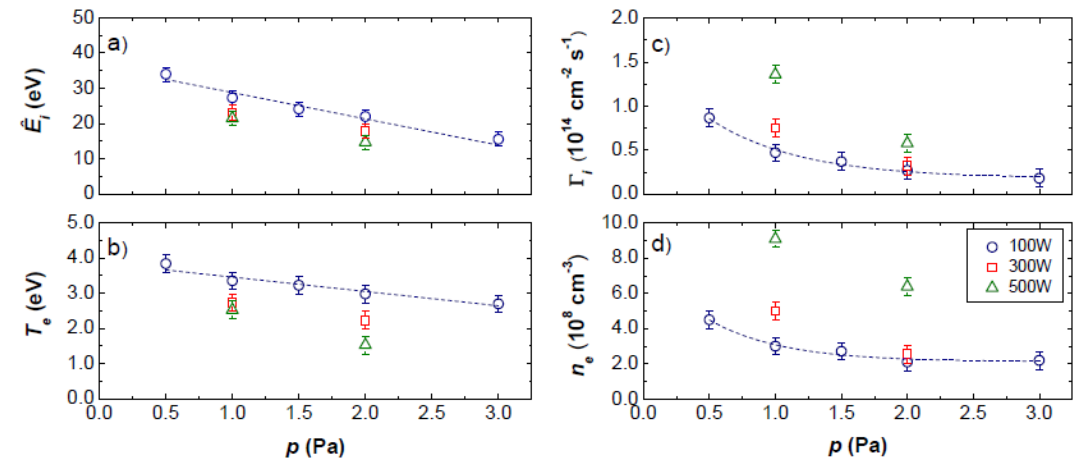 50
40
30
20
10
0
Êᵢ (eV)
a)
5.0
4.0
3.0
2.0
1.0
0.0
Tₑ (eV)
b)
0.0 0.5 1.0 1.5 2.0 2.5 3.0
p (Pa)
2.0
1.5
1.0
0.5
0.0
Γᵢ (10¹⁴ cm⁻² s⁻¹)
c)
10.0
8.0
6.0
4.0
2.0
0.0
nₑ (10⁸ cm⁻³)
d)
100W
300W
500W
0.0 0.5 1.0 1.5 2.0 2.5 3.0
p (Pa)